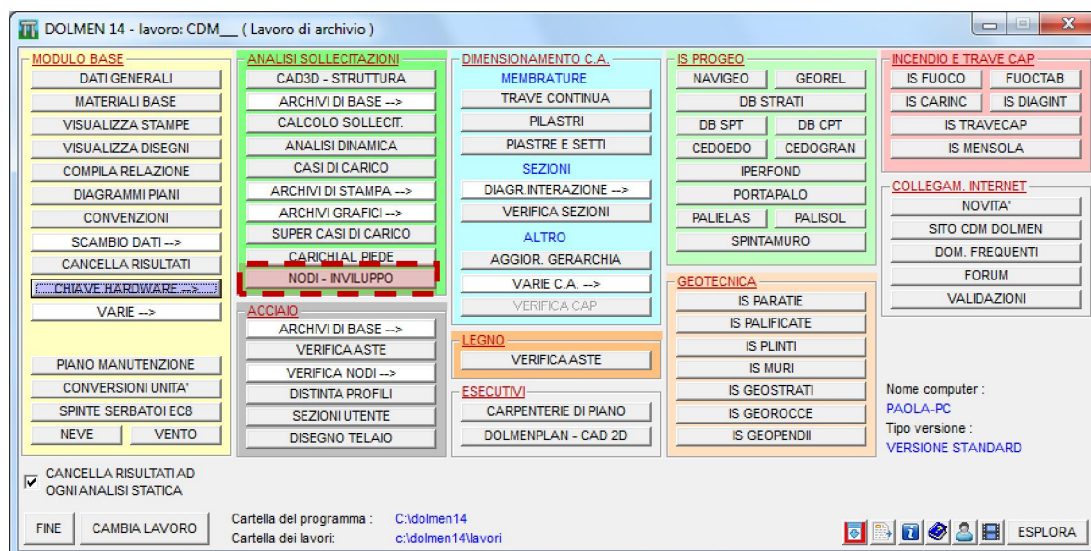 DOLMEN 14 - lavoro: CDM__ ( Lavoro di archivio )
MODULO BASE
DATI GENERALI
MATERIALI BASE
VISUALIZZA STAMPE
VISUALIZZA DISEGNI
COMPILA RELAZIONE
DIAGRAMMI PIANI
CONVENZIONI
SCAMBIO DATI -->
CANCELLA RISULTATI
CHIAVE HARDWARE -->
VARIE -->
PIANO MANUTENZIONE
CONVERSIONI UNITA'
SPINTE SERBATOI EC8
NEVE VENTO
ANALISI SOLLECITAZIONI
CAD3D - STRUTTURA
ARCHIVI DI BASE -->
CALCOLO SOLLECIT.
ANALISI DINAMICA
CASI DI CARICO
ARCHIVI DI STAMPA -->
ARCHIVI GRAFICI -->
SUPER CASI DI CARICO
CARICHI AL PIEDE
NODI - INVILUPPO
ACCIAIO
ARCHIVI DI BASE -->
VERIFICA ASTE
VERIFICA NODI -->
DISTINTA PROFILI
SEZIONI UTENTE
DISEGNO TELAIO
DIMENSIONAMENTO C.A.
MEMBRATURE
TRAVE CONTINUA
PILASTRI
PIASTRE E SETTI
SEZIONI
DIAGR.INTERAZIONE -->
VERIFICA SEZIONI
ALTRO
AGGIOR. GERARCHIA
VARIE C.A. -->
VERIFICA CAP
LEGNO
VERIFICA ASTE
ESECUTIVI
CARPENTERIE DI PIANO
DOLMENPLAN - CAD 2D
IS PROGEO
NAVIGEO GEOREL
DB STRATI
DB SPT DB CPT
CEDOEDO CEDOGRAN
IPERFOND
PORTAPALO
PALIELAS PALISOL
SPINTAMURO
GEOTECNICA
IS PARATIE
IS PALIFICATE
IS PLINTI
IS MURI
IS GEOSTRATI
IS GEOROCCE
IS GEOPENDII
INCENDIO E TRAVE CAP
IS FUOCO FUOCTAB
IS CARINC IS DIAGINT
IS TRAVECAP
IS MENSOLA
COLLEGAM. INTERNET
NOVITA'
SITO CDM DOLMEN
DOM. FREQUENTI
FORUM
VALIDAZIONI
Nome computer :
PAOLA-PC
Tipo versione :
VERSIONE STANDARD
CANCELLA RISULTATI AD
OGNI ANALISI STATICA
FINE CAMBIA LAVORO
Cartella del programma : C:\dolmen14
Cartella dei lavori: c:\dolmen14\lavori
ESPLORA